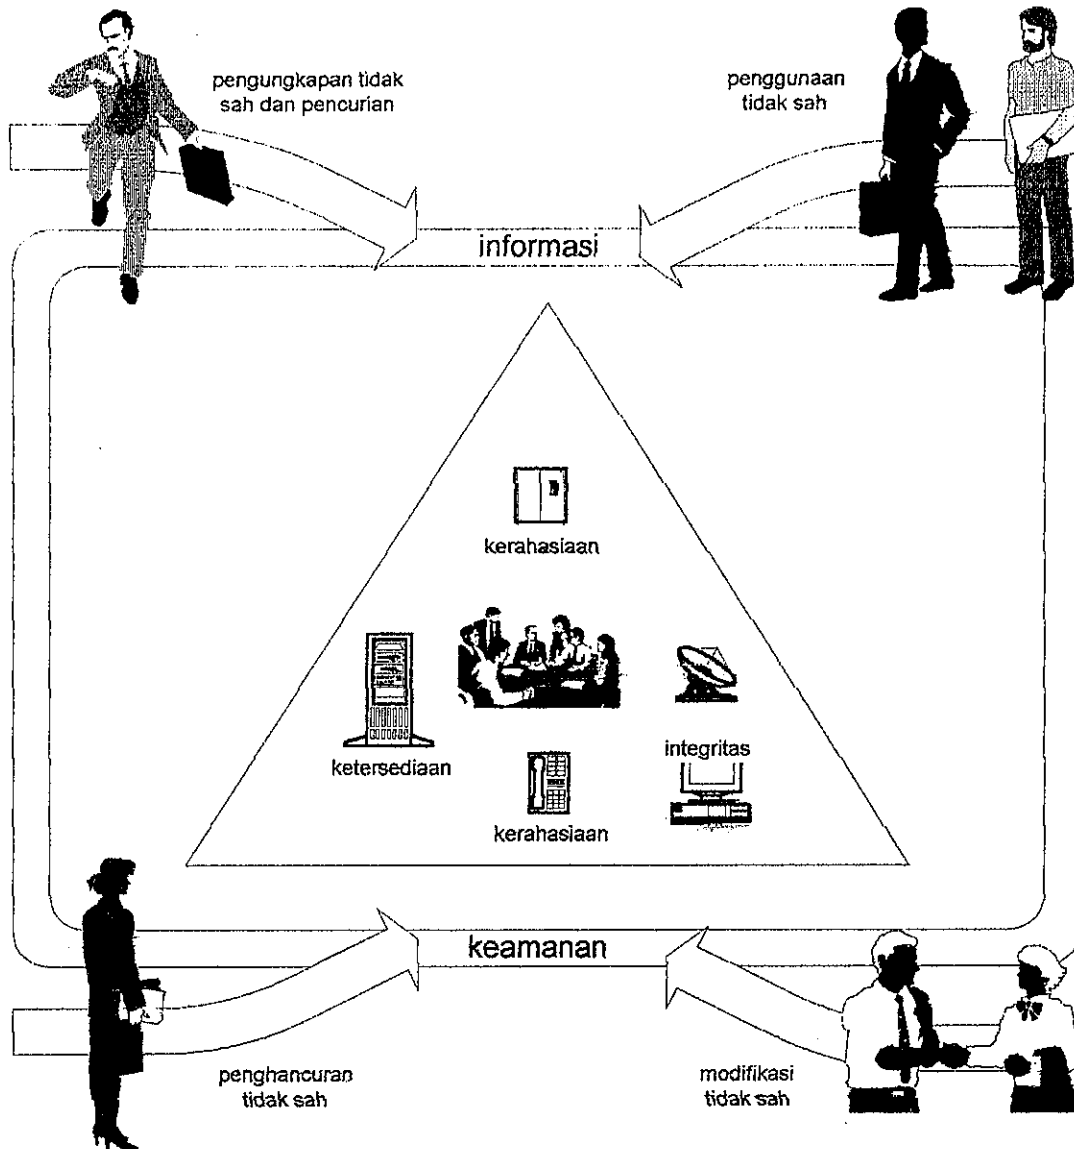 pengungkapan tidak
sah dan pencurian
penggunaan
tidak sah
informasi
kerahasiaan
ketersediaan
integritas
kerahasiaan
keamanan
penghancuran
tidak sah
modifikasi
tidak sah